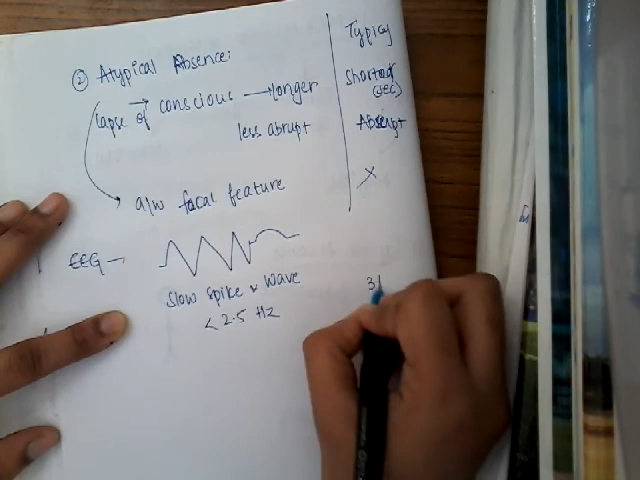 ② Atypical Absence:
lapse of conscious → longer
less abrupt
a/w focal feature
EEG –
Slow spike & wave
< 2.5 Hz
Typical
Shorter
(sec)
Abrupt
X
3